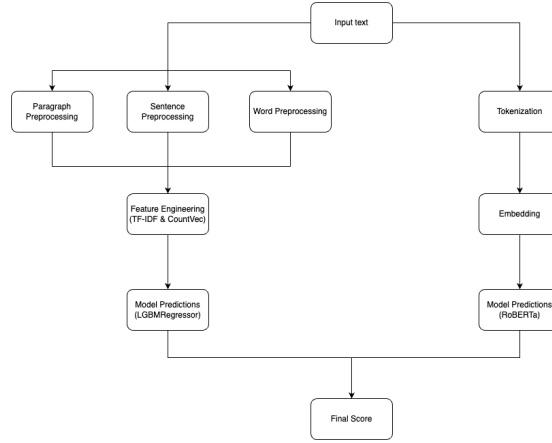 Input text
Paragraph
Preprocessing
Sentence
Preprocessing
Word Preprocessing
Tokenization
Feature Engineering
(TF-IDF & CountVec)
Embedding
Model Predictions
(LGBMRegressor)
Model Predictions
(RoBERTa)
Final Score